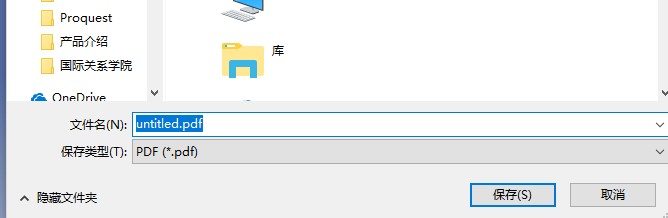 Proquest
产品介绍
国际关系学院
OneDrive
库
文件名(N): untitled.pdf
保存类型(T): PDF (*.pdf)
隐藏文件夹
保存(S) 取消